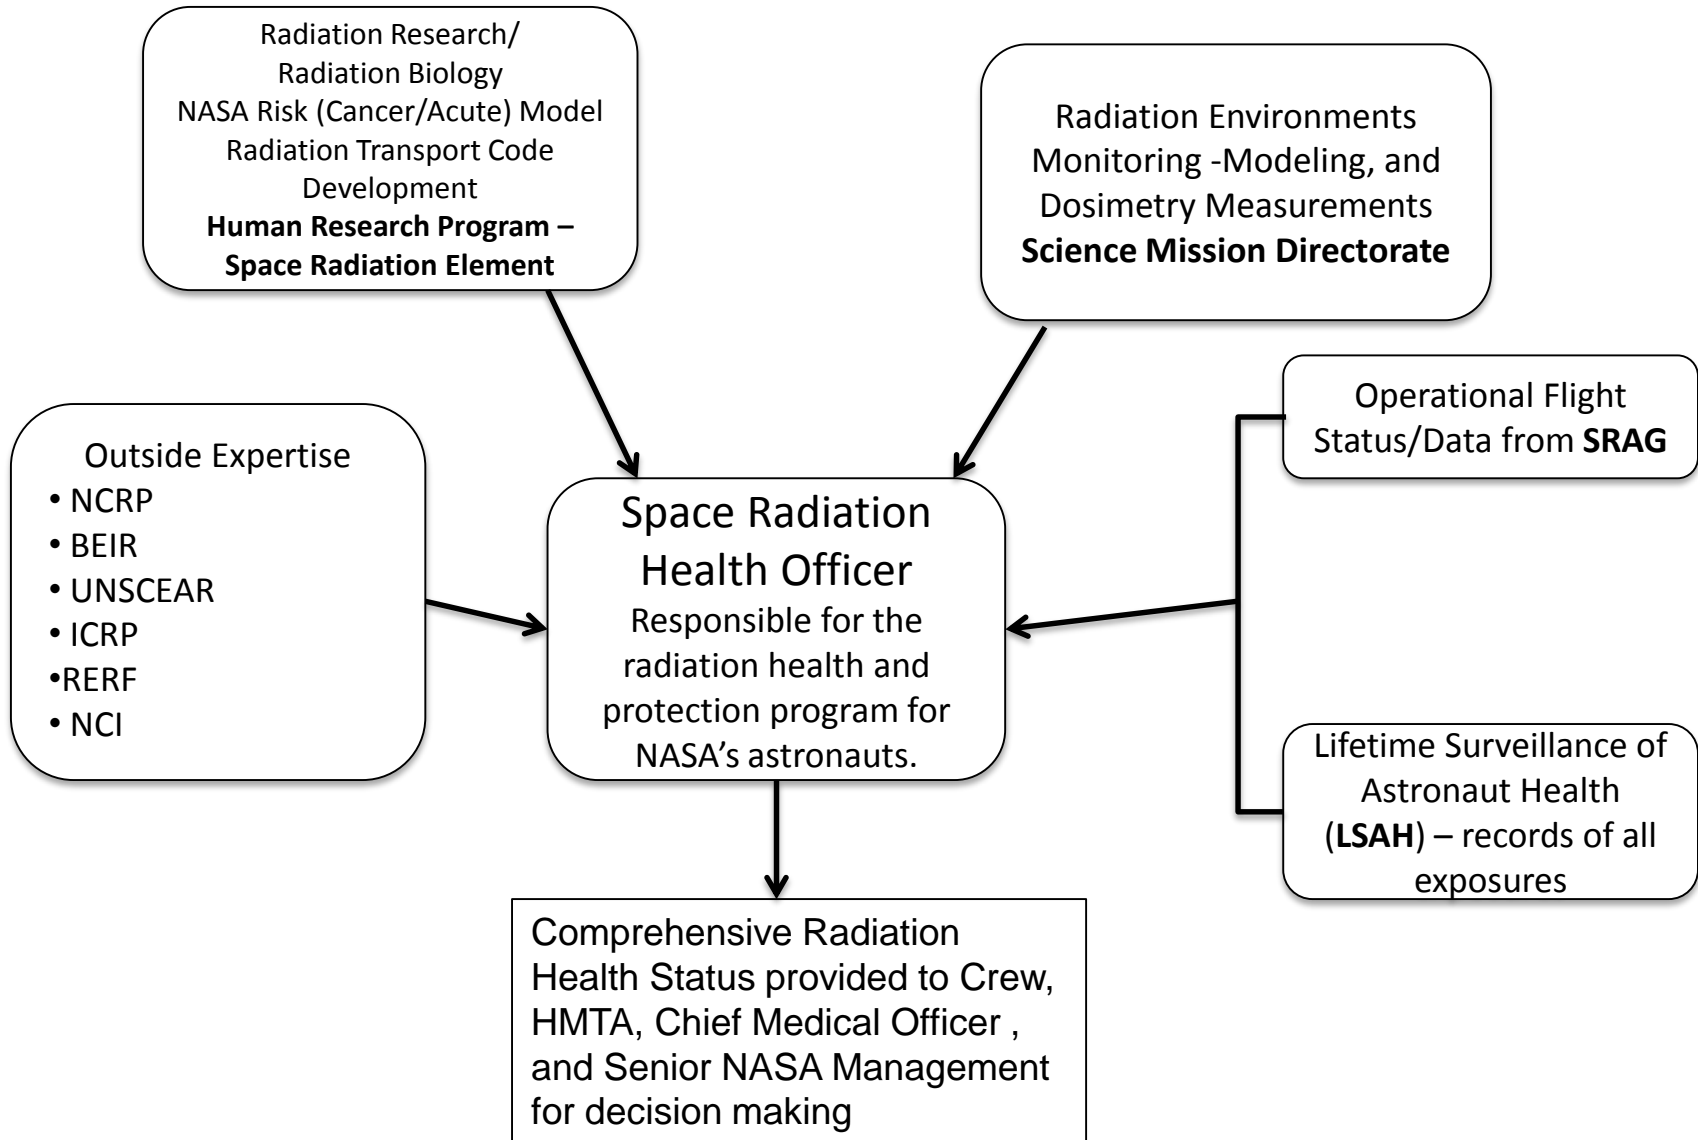 Radiation Research/
Radiation Biology
NASA Risk (Cancer/Acute) Model
Radiation Transport Code
Development
Human Research Program –
Space Radiation Element
Radiation Environments
Monitoring -Modeling, and
Dosimetry Measurements
Science Mission Directorate
Outside Expertise
• NCRP
• BEIR
• UNSCEAR
• ICRP
•RERF
• NCI
Space Radiation
Health Officer
Responsible for the
radiation health and
protection program for
NASA’s astronauts.
Operational Flight
Status/Data from SRAG
Lifetime Surveillance of
Astronaut Health
(LSAH) – records of all
exposures
Comprehensive Radiation
Health Status provided to Crew,
HMTA, Chief Medical Officer ,
and Senior NASA Management
for decision making